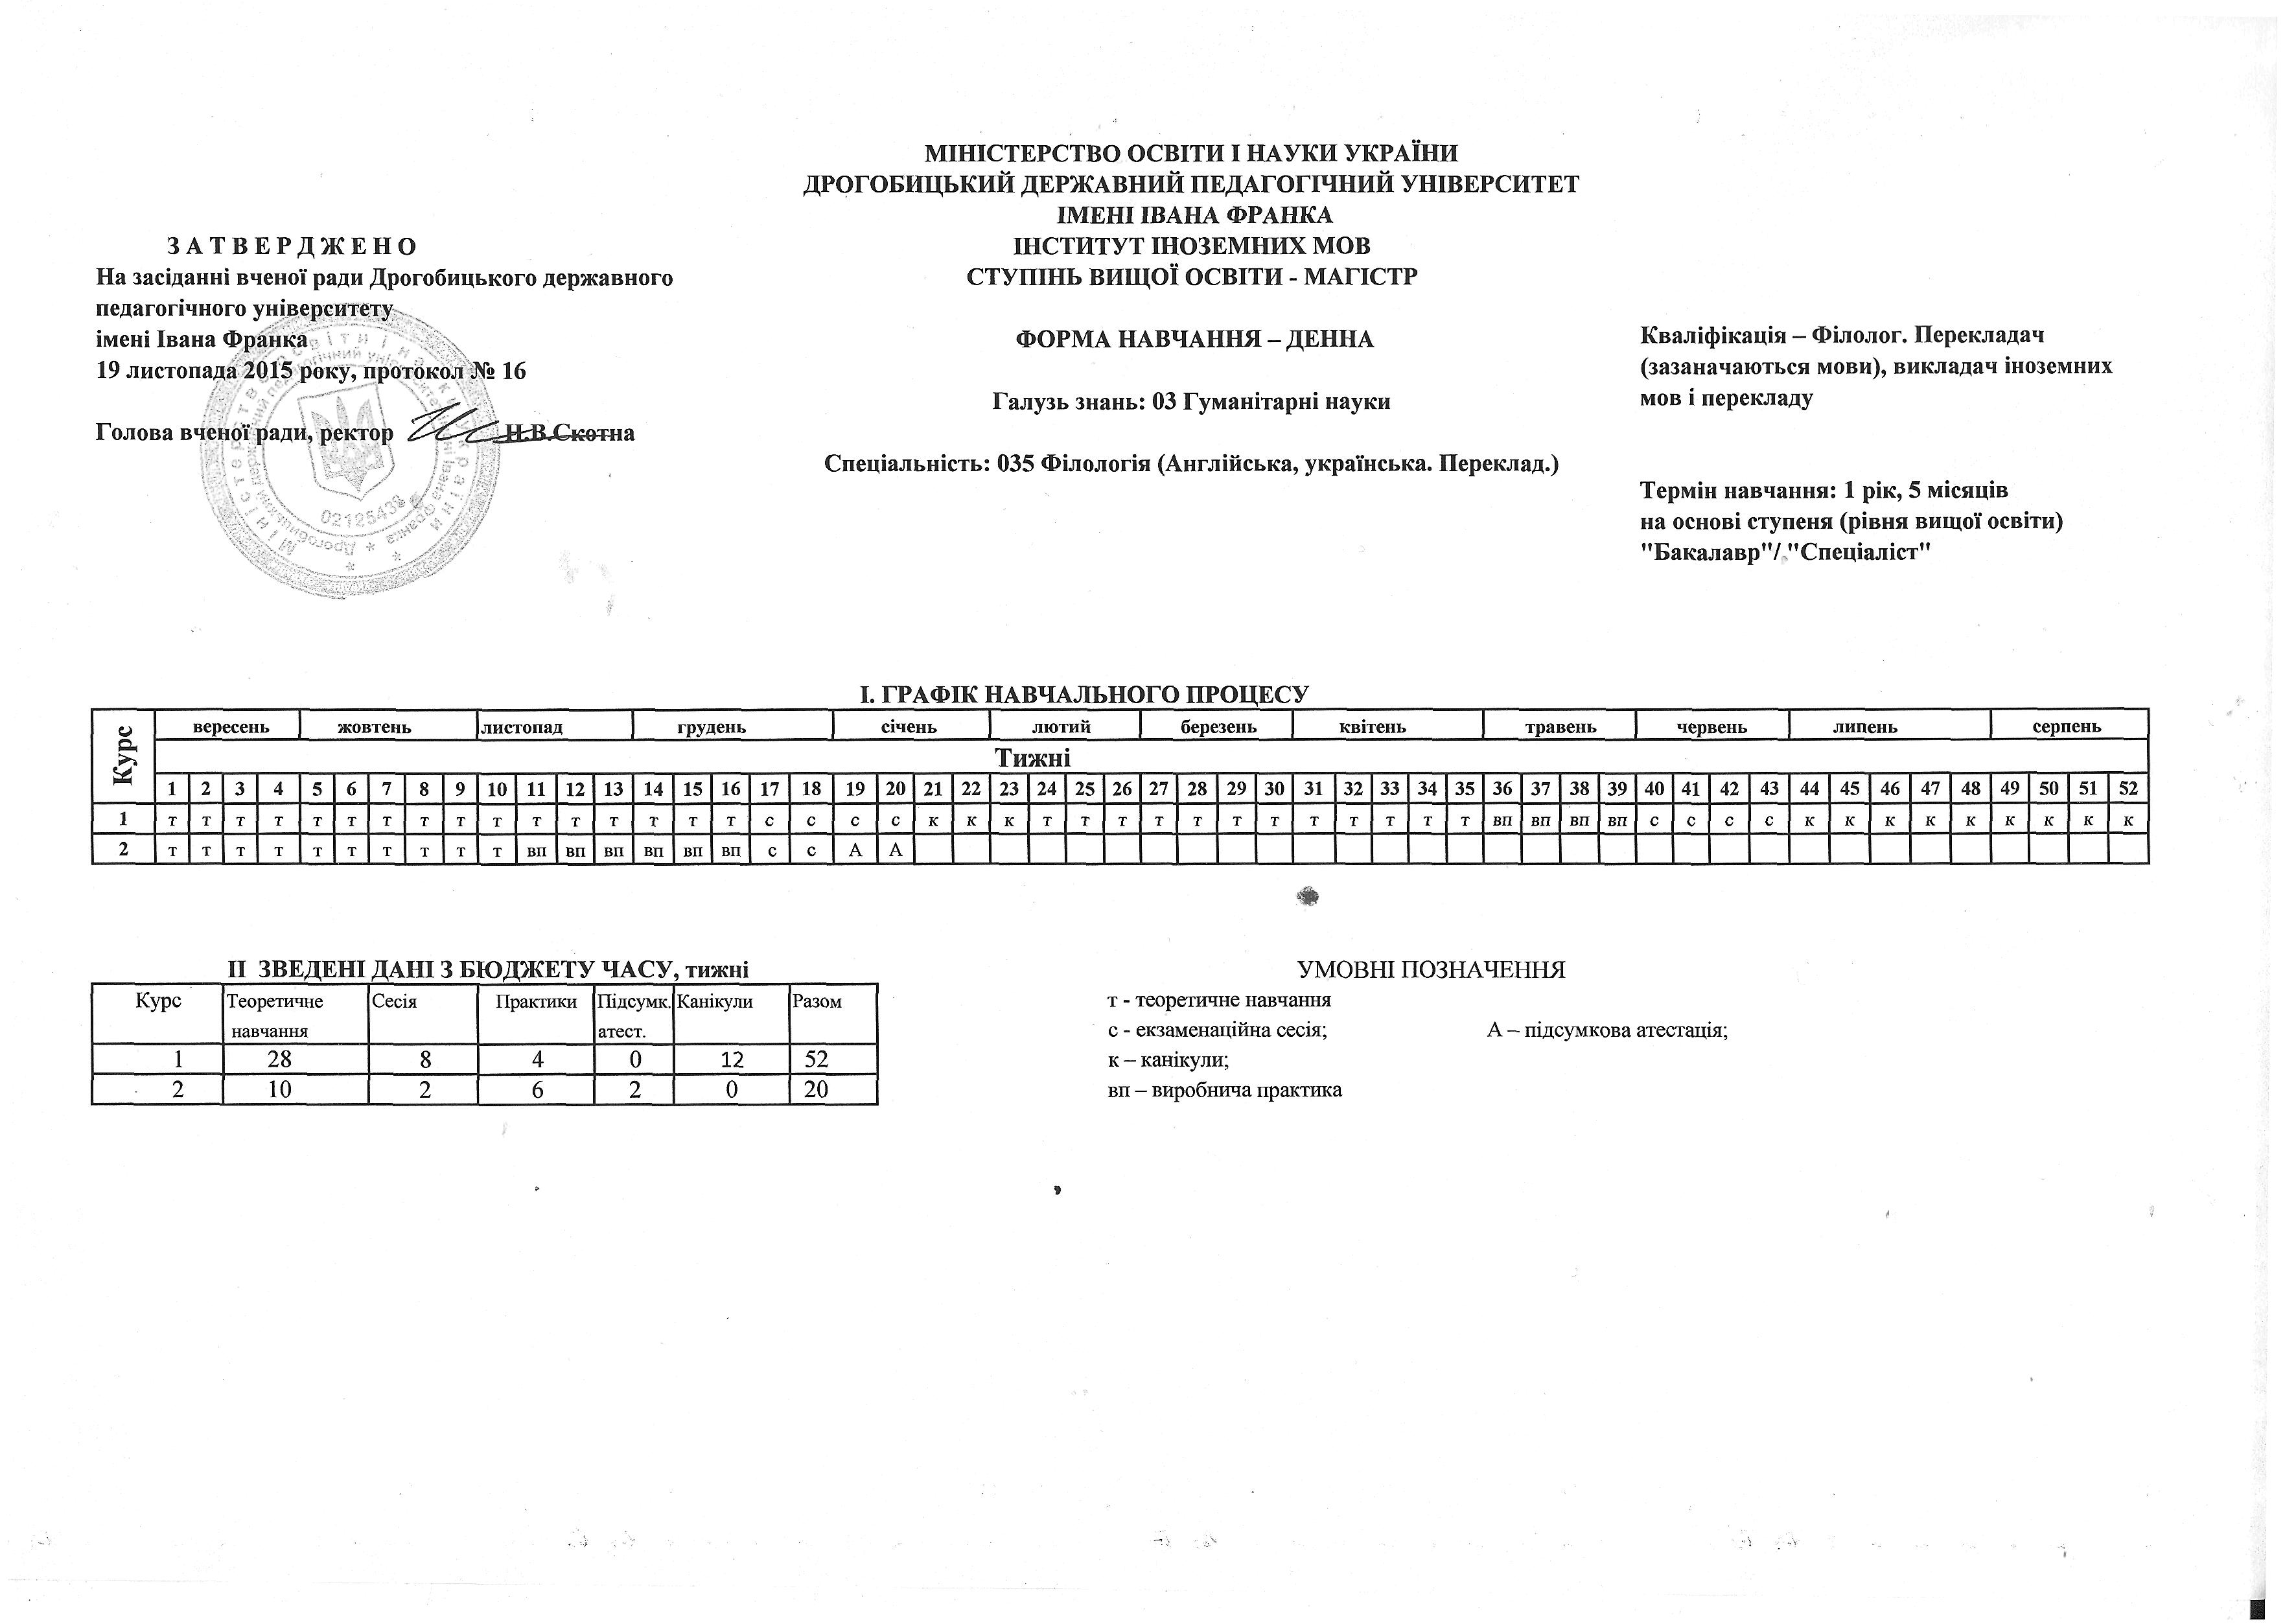 МІНІСТЕРСТВО ОСВІТИ І НАУКИ УКРАЇНИ
ДРОГОБИЦЬКИЙ ДЕРЖАВНИЙ ПЕДАГОГІЧНИЙ УНІВЕРСИТЕТ
ІМЕНІ ІВАНА ФРАНКА
ІНСТИТУТ ІНОЗЕМНИХ МОВ
СТУПІНЬ ВИЩОЇ ОСВІТИ - МАГІСТР
З А Т В Е Р Д Ж Е Н О
На засіданні вченої ради Дрогобицького державного
педагогічного університету
імені Івана Франка
19 листопада 2015 року, протокол № 16
Голова вченої ради, ректор Н.В.Скотна
02125438
ФОРМА НАВЧАННЯ – ДЕННА
Галузь знань: 03 Гуманітарні науки
Спеціальність: 035 Філологія (Англійська, українська. Переклад.)
Кваліфікація – Філолог. Перекладач
(зазаначаються мови), викладач іноземних
мов і перекладу
Термін навчання: 1 рік, 5 місяців
на основі ступеня (рівня вищої освіти)
"Бакалавр"/ "Спеціаліст"
І. ГРАФІК НАВЧАЛЬНОГО ПРОЦЕСУ
Курс вересень жовтень листопад грудень січень лютий березень квітень травень червень липень серпень
Тижні
1 2 3 4 5 6 7 8 9 10 11 12 13 14 15 16 17 18 19 20 21 22 23 24 25 26 27 28 29 30 31 32 33 34 35 36 37 38 39 40 41 42 43 44 45 46 47 48 49 50 51 52
1 т т т т т т т т т т т т т т т т с с с с к к к т т т т т т т т т т т т вп вп вп вп с с с с к к к к к к к к к
2 т т т т т т т т т т вп вп вп вп вп вп с с А А
ІІ ЗВЕДЕНІ ДАНІ З БЮДЖЕТУ ЧАСУ, тижні
Курс Теоретичне Сесія Практики Підсумк. Канікули Разом
навчання атест.
1 28 8 4 0 12 52
2 10 2 6 2 0 20
УМОВНІ ПОЗНАЧЕННЯ
т - теоретичне навчання
с - екзаменаційна сесія; А – підсумкова атестація;
к – канікули;
вп – виробнича практика